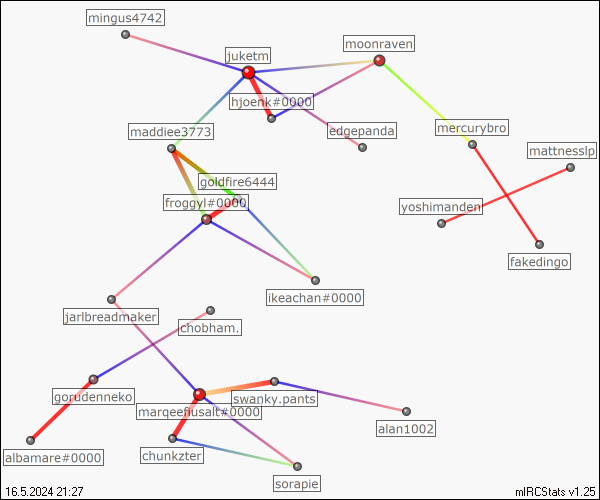 mingus4742
juketm
moonraven
hjoenk#0000
maddiee3773
edgepanda
mercurybro
mattnesslp
goldfire6444
froggyl#0000
yoshimanden
fakedingo
ikeachan#0000
jarlbreadmaker
chobham.
gorudenneko
swanky.pants
marqeeflusalt#0000
alan1002
albamare#0000
chunkzter
sorapie
16.5.2024 21:27
mIRCStats v1.25